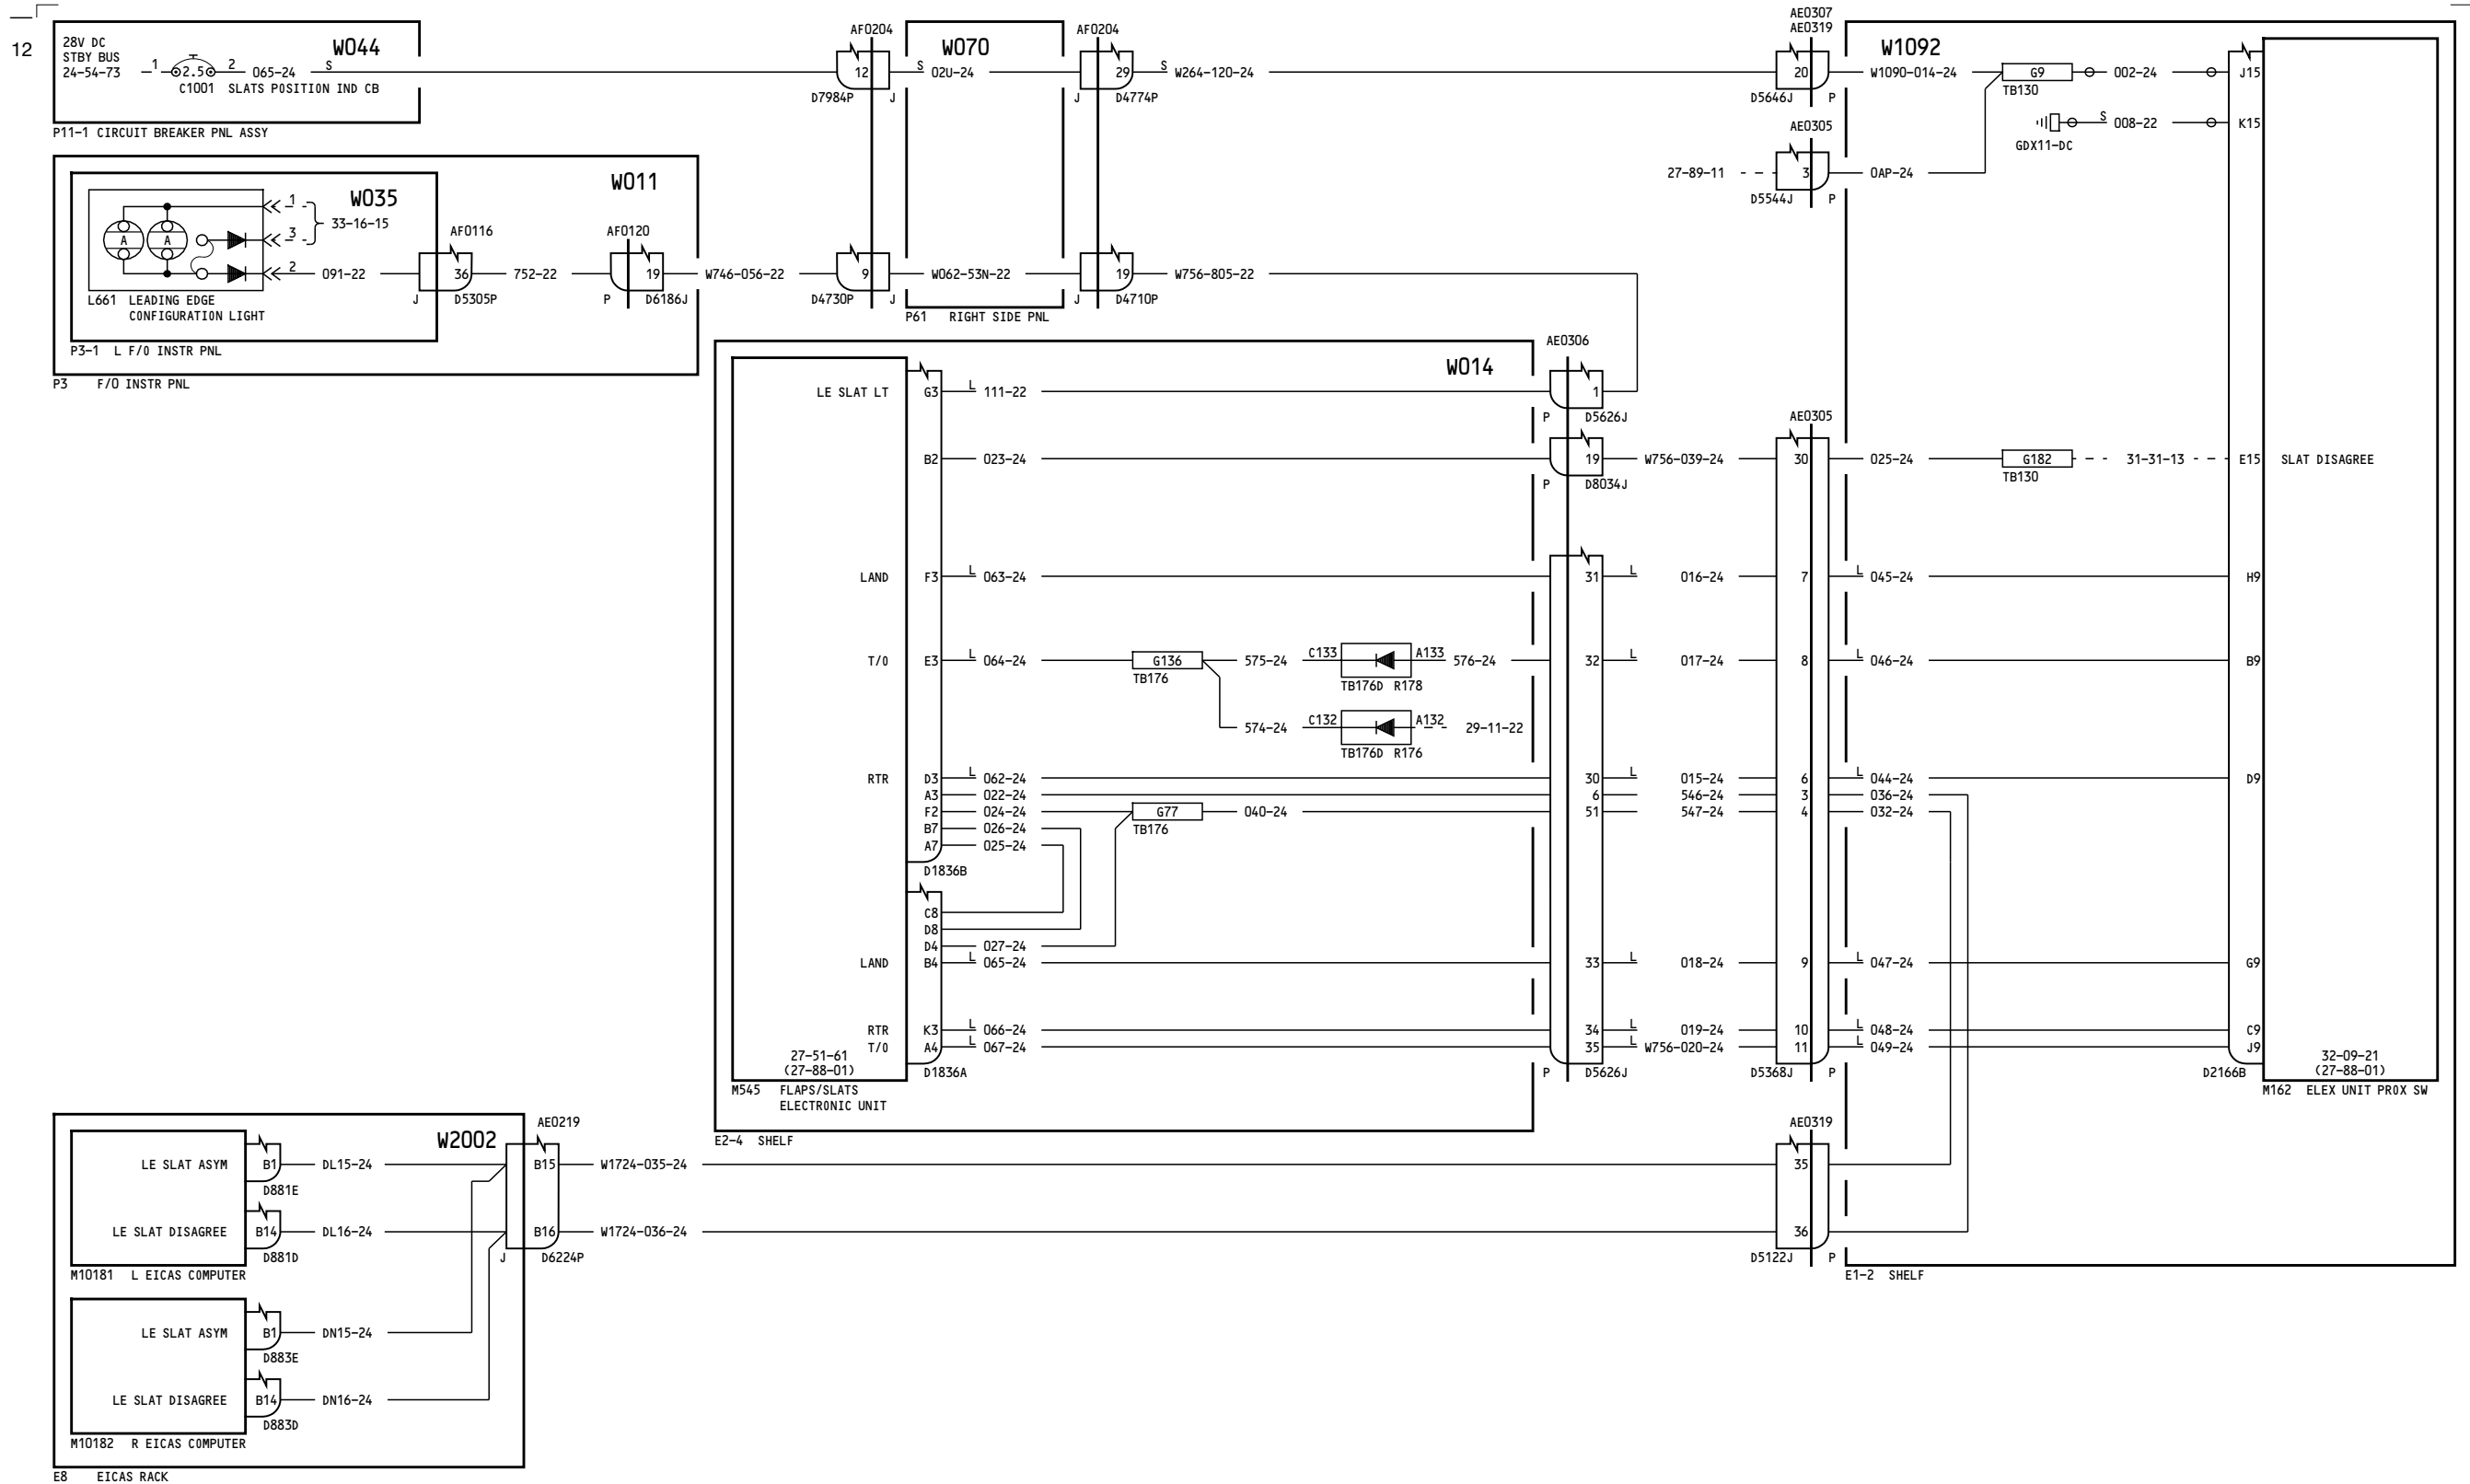 12
28V DC
STBY BUS
24-54-73
1
2.5
2
065-24
S
W044
C1001 SLATS POSITION IND CB
P11-1 CIRCUIT BREAKER PNL ASSY
AF0204
12
D7984P
J
W070
S
02U-24
AF0204
29
J
D4774P
S
W264-120-24
AE0307
AE0319
20
D5646J
P
W1092
W1090-014-24
G9
TB130
002-24
J15
S
008-22
K15
GDX11-DC
AE0305
27-89-11
3
0AP-24
D5544J
P
W011
W035
1
3
33-16-15
A
A
2
091-22
L661 LEADING EDGE
CONFIGURATION LIGHT
P3-1 L F/O INSTR PNL
P3 F/O INSTR PNL
AF0116
36
J
D5305P
752-22
AF0120
19
P
D6186J
W746-056-22
9
D4730P
J
W062-53N-22
19
J
D4710P
W756-805-22
P61 RIGHT SIDE PNL
W014
AE0306
LE SLAT LT
G3
L
111-22
1
P
D5626J
B2
023-24
19
P
D8034J
W756-039-24
AE0305
30
025-24
G182
TB130
31-31-13
E15
SLAT DISAGREE
LAND
F3
L
063-24
31
L
016-24
7
L
045-24
H9
T/O
E3
L
064-24
G136
TB176
575-24
C133
A133
TB176D R178
576-24
32
L
017-24
8
L
046-24
B9
574-24
C132
A132
TB176D R176
29-11-22
RTR
D3
L
062-24
30
L
015-24
6
L
044-24
D9
A3
022-24
6
546-24
3
036-24
F2
024-24
G77
TB176
040-24
51
547-24
4
032-24
B7
026-24
A7
025-24
D1836B
C8
D8
D4
027-24
LAND
B4
L
065-24
33
L
018-24
9
L
047-24
G9
RTR
K3
L
066-24
34
L
019-24
10
L
048-24
C9
T/O
A4
L
067-24
35
L
W756-020-24
11
L
049-24
J9
27-51-61
(27-88-01)
D1836A
P
D5626J
D5368J
P
D2166B
32-09-21
(27-88-01)
M545 FLAPS/SLATS
ELECTRONIC UNIT
M162 ELEX UNIT PROX SW
E2-4 SHELF
W2002
AE0219
LE SLAT ASYM
B1
DL15-24
D881E
B15
W1724-035-24
AE0319
35
LE SLAT DISAGREE
B14
DL16-24
D881D
B16
W1724-036-24
36
J
D6224P
D5122J
P
M10181 L EICAS COMPUTER
E1-2 SHELF
LE SLAT ASYM
B1
DN15-24
D883E
LE SLAT DISAGREE
B14
DN16-24
D883D
M10182 R EICAS COMPUTER
E8 EICAS RACK